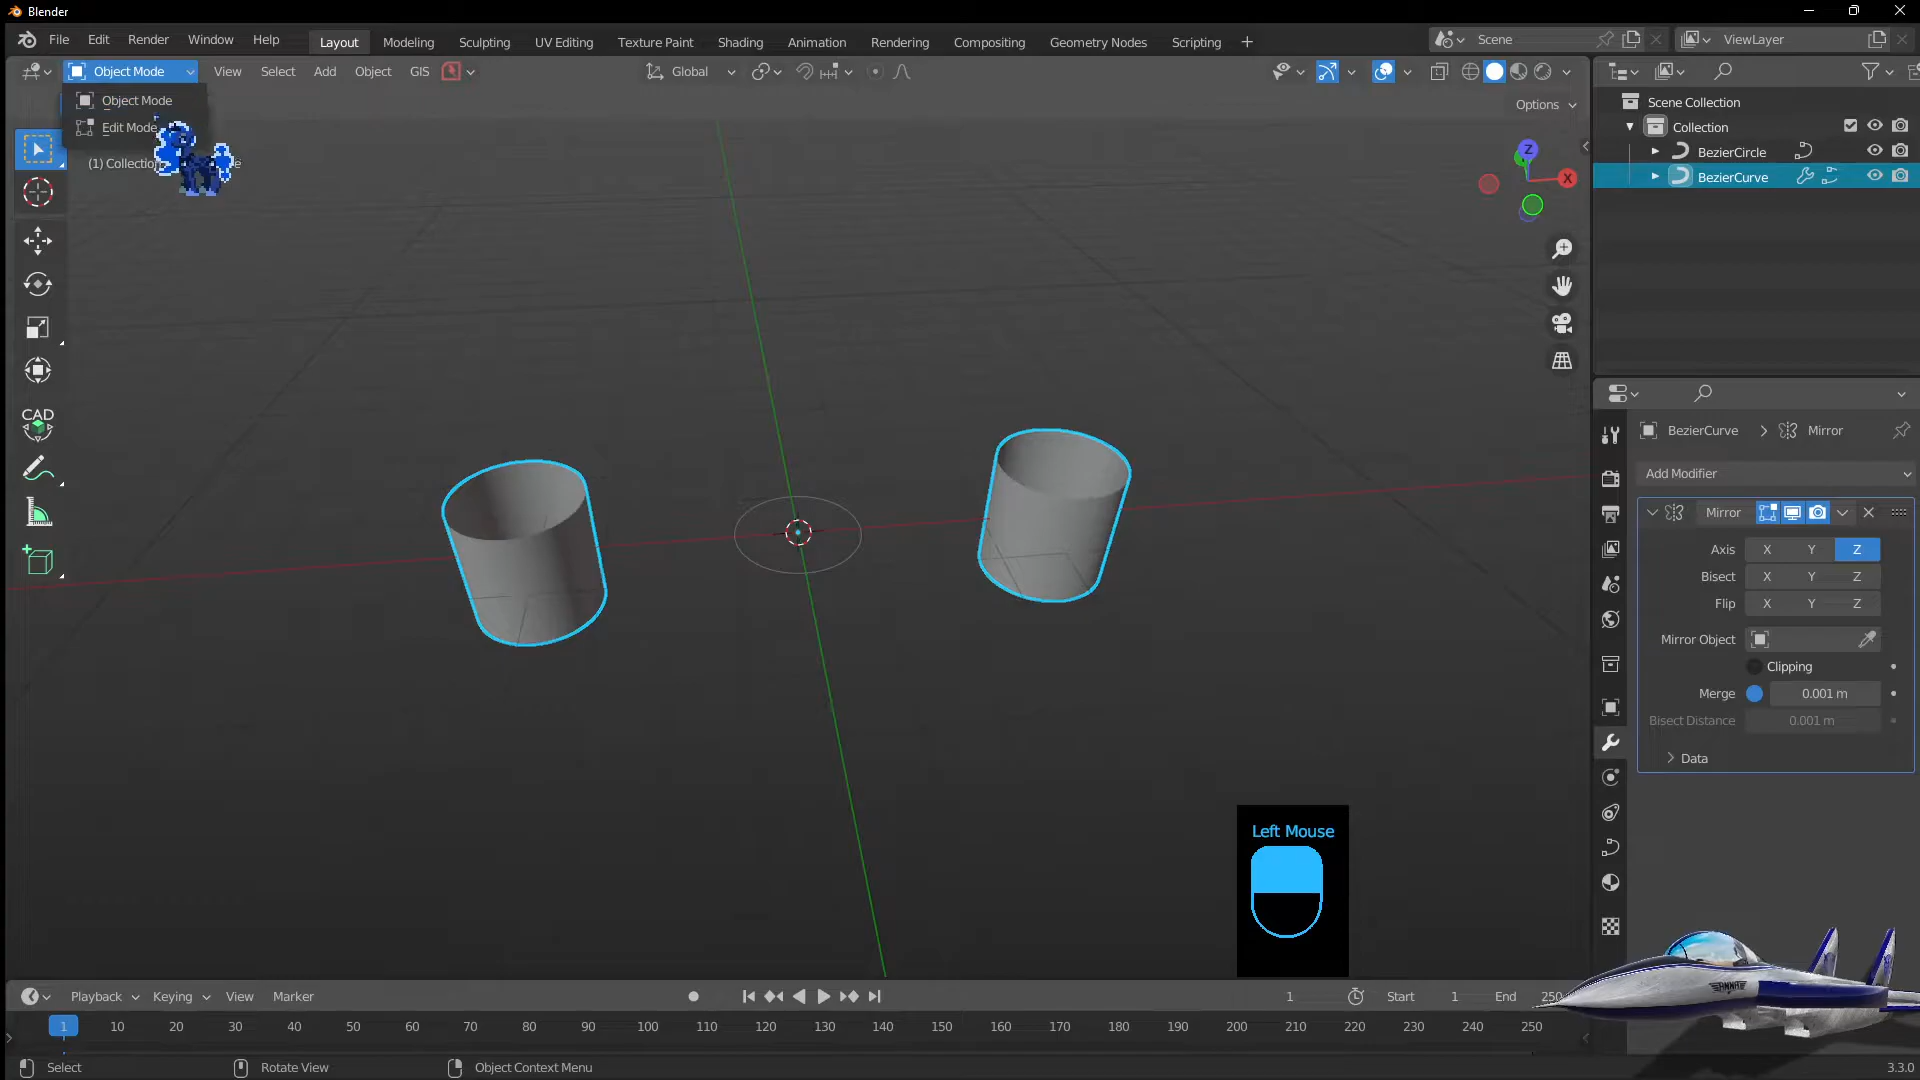 Blender
File Edit Render Window Help Layout Modeling Sculpting UV Editing Texture Paint Shading Animation Rendering Compositing Geometry Nodes Scripting + Scene ViewLayer
Object Mode View Select Add Object GIS Global
Object Mode
Edit Mode
(1) Collection
e
Options
Z
X
CAD
Scene Collection
Collection
BezierCircle
BezierCurve
BezierCurve > Mirror
Add Modifier
Mirror
Axis X Y Z
Bisect X Y Z
Flip X Y Z
Mirror Object
Clipping
Merge 0.001 m
Bisect Distance 0.001 m
Data
Left Mouse
ANNA
Playback Keying View Marker 1 Start 1 End 250
1 10 20 30 40 50 60 70 80 90 100 110 120 130 140 150 160 170 180 190 200 210 220 230 240 250
Select Rotate View Object Context Menu 3.3.0